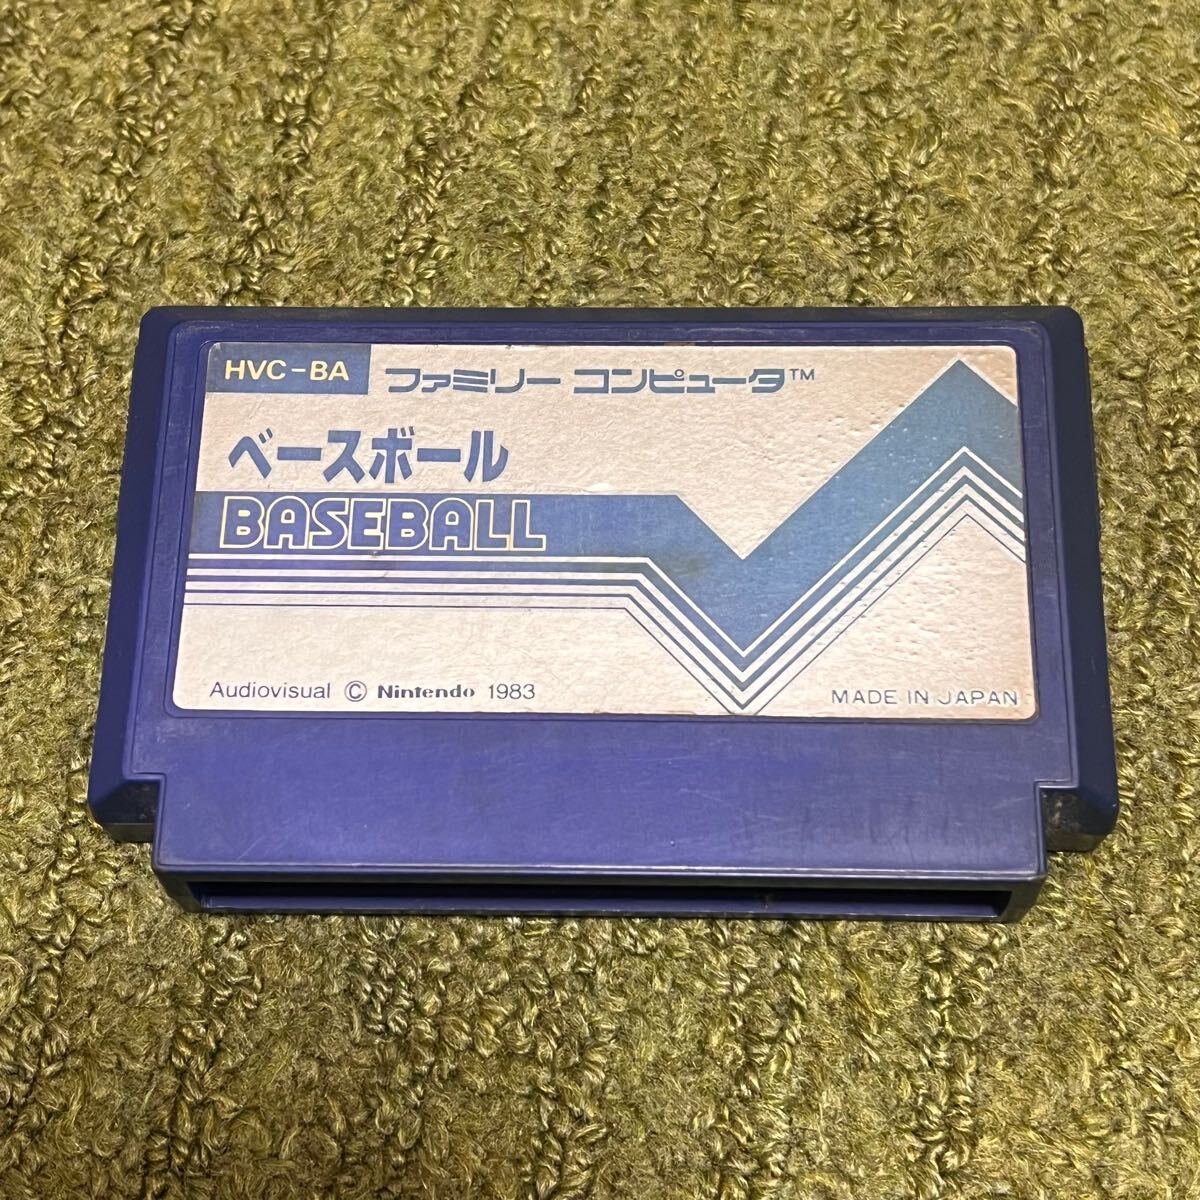 HVC-BA ファミリー コンピュータ™
ベースボール
BASEBALL
Audiovisual © Nintendo 1983
MADE IN JAPAN